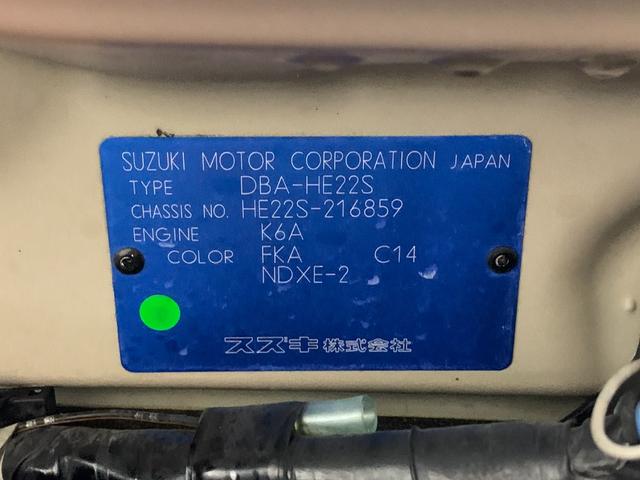 SUZUKI MOTOR CORPORATION JAPAN
TYPE DBA-HE22S
CHASSIS NO. HE22S-216859
ENGINE K6A
COLOR FKA C14
NDXE-2
スズキ株式会社